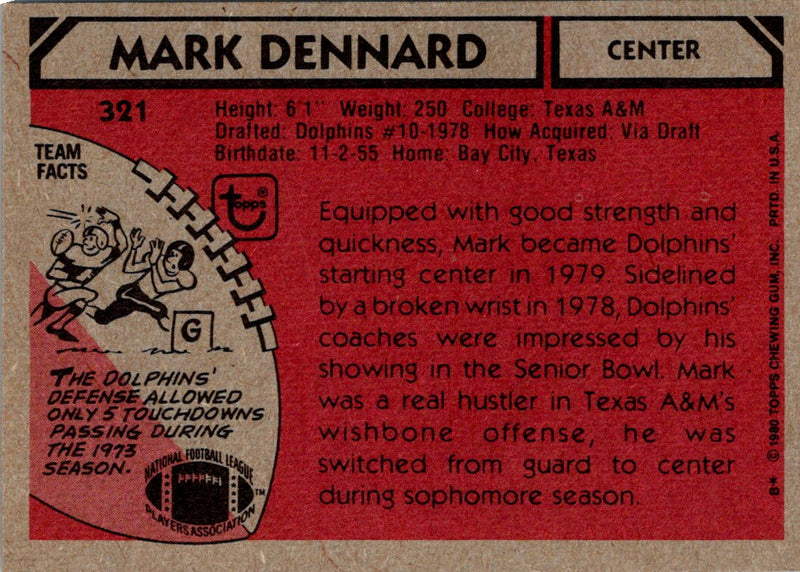 MARK DENNARD
CENTER
321
Height: 6'1" Weight: 250 College: Texas A&M
Drafted: Dolphins #10-1978 How Acquired: Via Draft
Birthdate: 11-2-55 Home: Bay City, Texas
TEAM
FACTS
topps®
G
THE DOLPHINS'
DEFENSE ALLOWED
ONLY 5 TOUCHDOWNS
PASSING DURING
THE 1973
SEASON.
NATIONAL FOOTBALL LEAGUE
PLAYERS ASSOCIATION
TM
Equipped with good strength and
quickness, Mark became Dolphins'
starting center in 1979. Sidelined
by a broken wrist in 1978, Dolphins'
coaches were impressed by his
showing in the Senior Bowl. Mark
was a real hustler in Texas A&M's
wishbone offense, he was
switched from guard to center
during sophomore season.
B* © 1980 TOPPS CHEWING GUM, INC. PRTD. IN U.S.A.